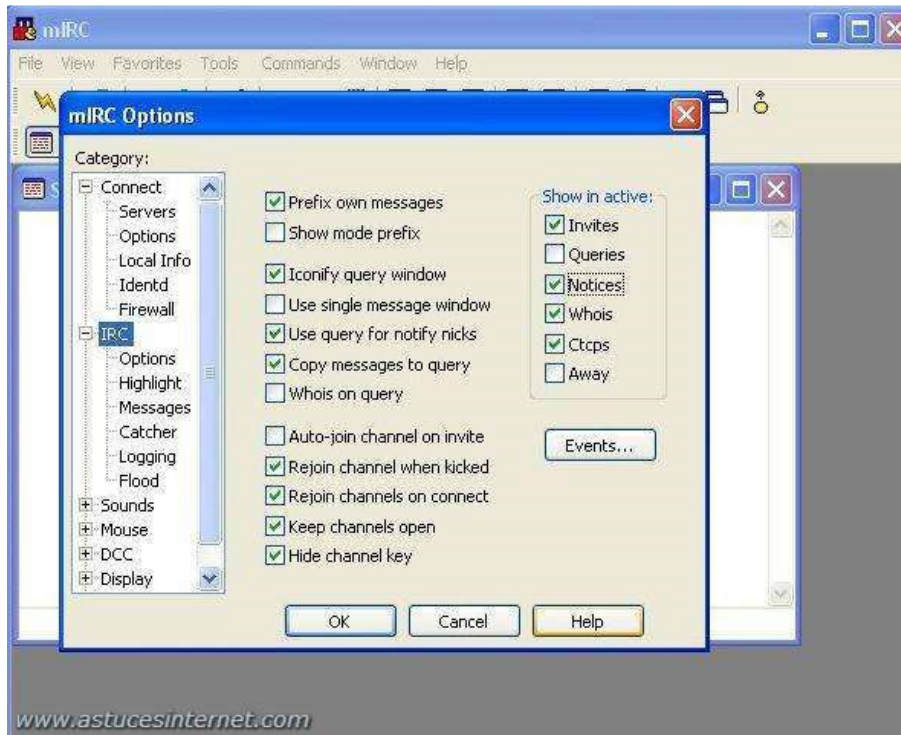 mIRC
File View Favorites Tools Commands Window Help
mIRC Options
Category:
Connect
Servers
Options
Local Info
Identd
Firewall
IRC
Options
Highlight
Messages
Catcher
Logging
Flood
Sounds
Mouse
DCC
Display
Prefix own messages
Show mode prefix
Iconify query window
Use single message window
Use query for notify nicks
Copy messages to query
Whois on query
Auto-join channel on invite
Rejoin channel when kicked
Rejoin channels on connect
Keep channels open
Hide channel key
Show in active:
Invites
Queries
Notices
Whois
Ctcps
Away
Events...
OK Cancel Help
www.astucesinternet.com